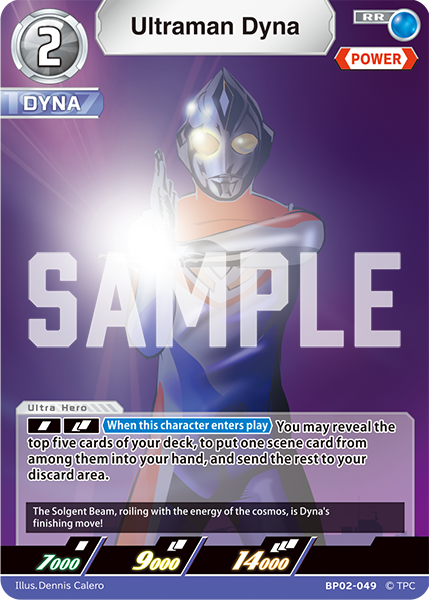 Ultraman Dyna
RR
2
POWER
DYNA
SAMPLE
Ultra Hero
When this character enters play You may reveal the
top five cards of your deck, to put one scene card from
among them into your hand, and send the rest to your
discard area.
The Solgent Beam, roiling with the energy of the cosmos, is Dyna's
finishing move!
7000 9000 14000
Illus.Dennis Calero BP02-049 © TPC